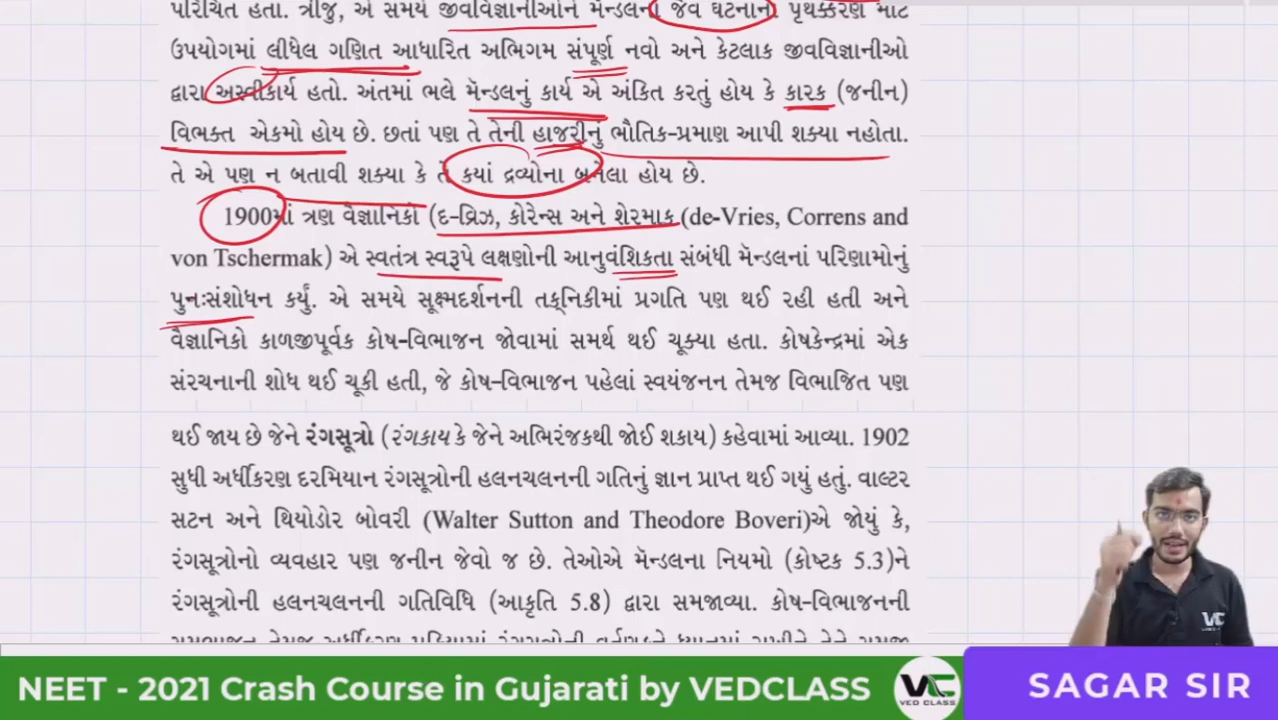 પરિચિત હતા. ત્રીજુ, એ સમયે જીવવિજ્ઞાનીઓને મૅન્ડલની જૈવ ઘટનાના પૃથક્કરણ માટે
ઉપયોગમાં લીધેલ ગણિત આધારિત અભિગમ સંપૂર્ણ નવો અને કેટલાક જીવવિજ્ઞાનીઓ
દ્વારા અસ્વીકાર્ય હતો. અંતમાં ભલે મૅન્ડલનું કાર્ય એ અંકિત કરતું હોય કે કારક (જનીન)
વિભક્ત એકમો હોય છે. છતાં પણ તે તેની હાજરીનું ભૌતિક-પ્રમાણ આપી શક્યા નહોતા.
તે એ પણ ન બતાવી શક્યા કે તે કયાં દ્રવ્યોના બનેલા હોય છે.
1900માં ત્રણ વૈજ્ઞાનિકો (દ-વ્રિઝ, કોરેન્સ અને શેરમાક (de-Vries, Correns and
von Tschermak) એ સ્વતંત્ર સ્વરૂપે લક્ષણોની આનુવંશિકતા સંબંધી મૅન્ડલનાં પરિણામોનું
પુનઃસંશોધન કર્યું. એ સમયે સૂક્ષ્મદર્શનની તક્નિકીમાં પ્રગતિ પણ થઈ રહી હતી અને
વૈજ્ઞાનિકો કાળજીપૂર્વક કોષ-વિભાજન જોવામાં સમર્થ થઈ ચૂક્યા હતા. કોષકેન્દ્રમાં એક
સંરચનાની શોધ થઈ ચૂકી હતી, જે કોષ-વિભાજન પહેલાં સ્વયંજનન તેમજ વિભાજિત પણ
થઈ જાય છે જેને રંગસૂત્રો (રંગકાય કે જેને અભિરંજકથી જોઈ શકાય) કહેવામાં આવ્યા. 1902
સુધી અર્ધીકરણ દરમિયાન રંગસૂત્રોની હલનચલનની ગતિનું જ્ઞાન પ્રાપ્ત થઈ ગયું હતું. વાલ્ટર
સટન અને થિયોડોર બોવરી (Walter Sutton and Theodore Boveri)એ જોયું કે,
રંગસૂત્રોનો વ્યવહાર પણ જનીન જેવો જ છે. તેઓએ મૅન્ડલના નિયમો (કોષ્ટક 5.3)ને
રંગસૂત્રોની હલનચલનની ગતિવિધિ (આકૃતિ 5.8) દ્વારા સમજાવ્યા. કોષ-વિભાજનની
VC
VED CLASS
NEET - 2021 Crash Course in Gujarati by VEDCLASS
VC
VED CLASS
SAGAR SIR